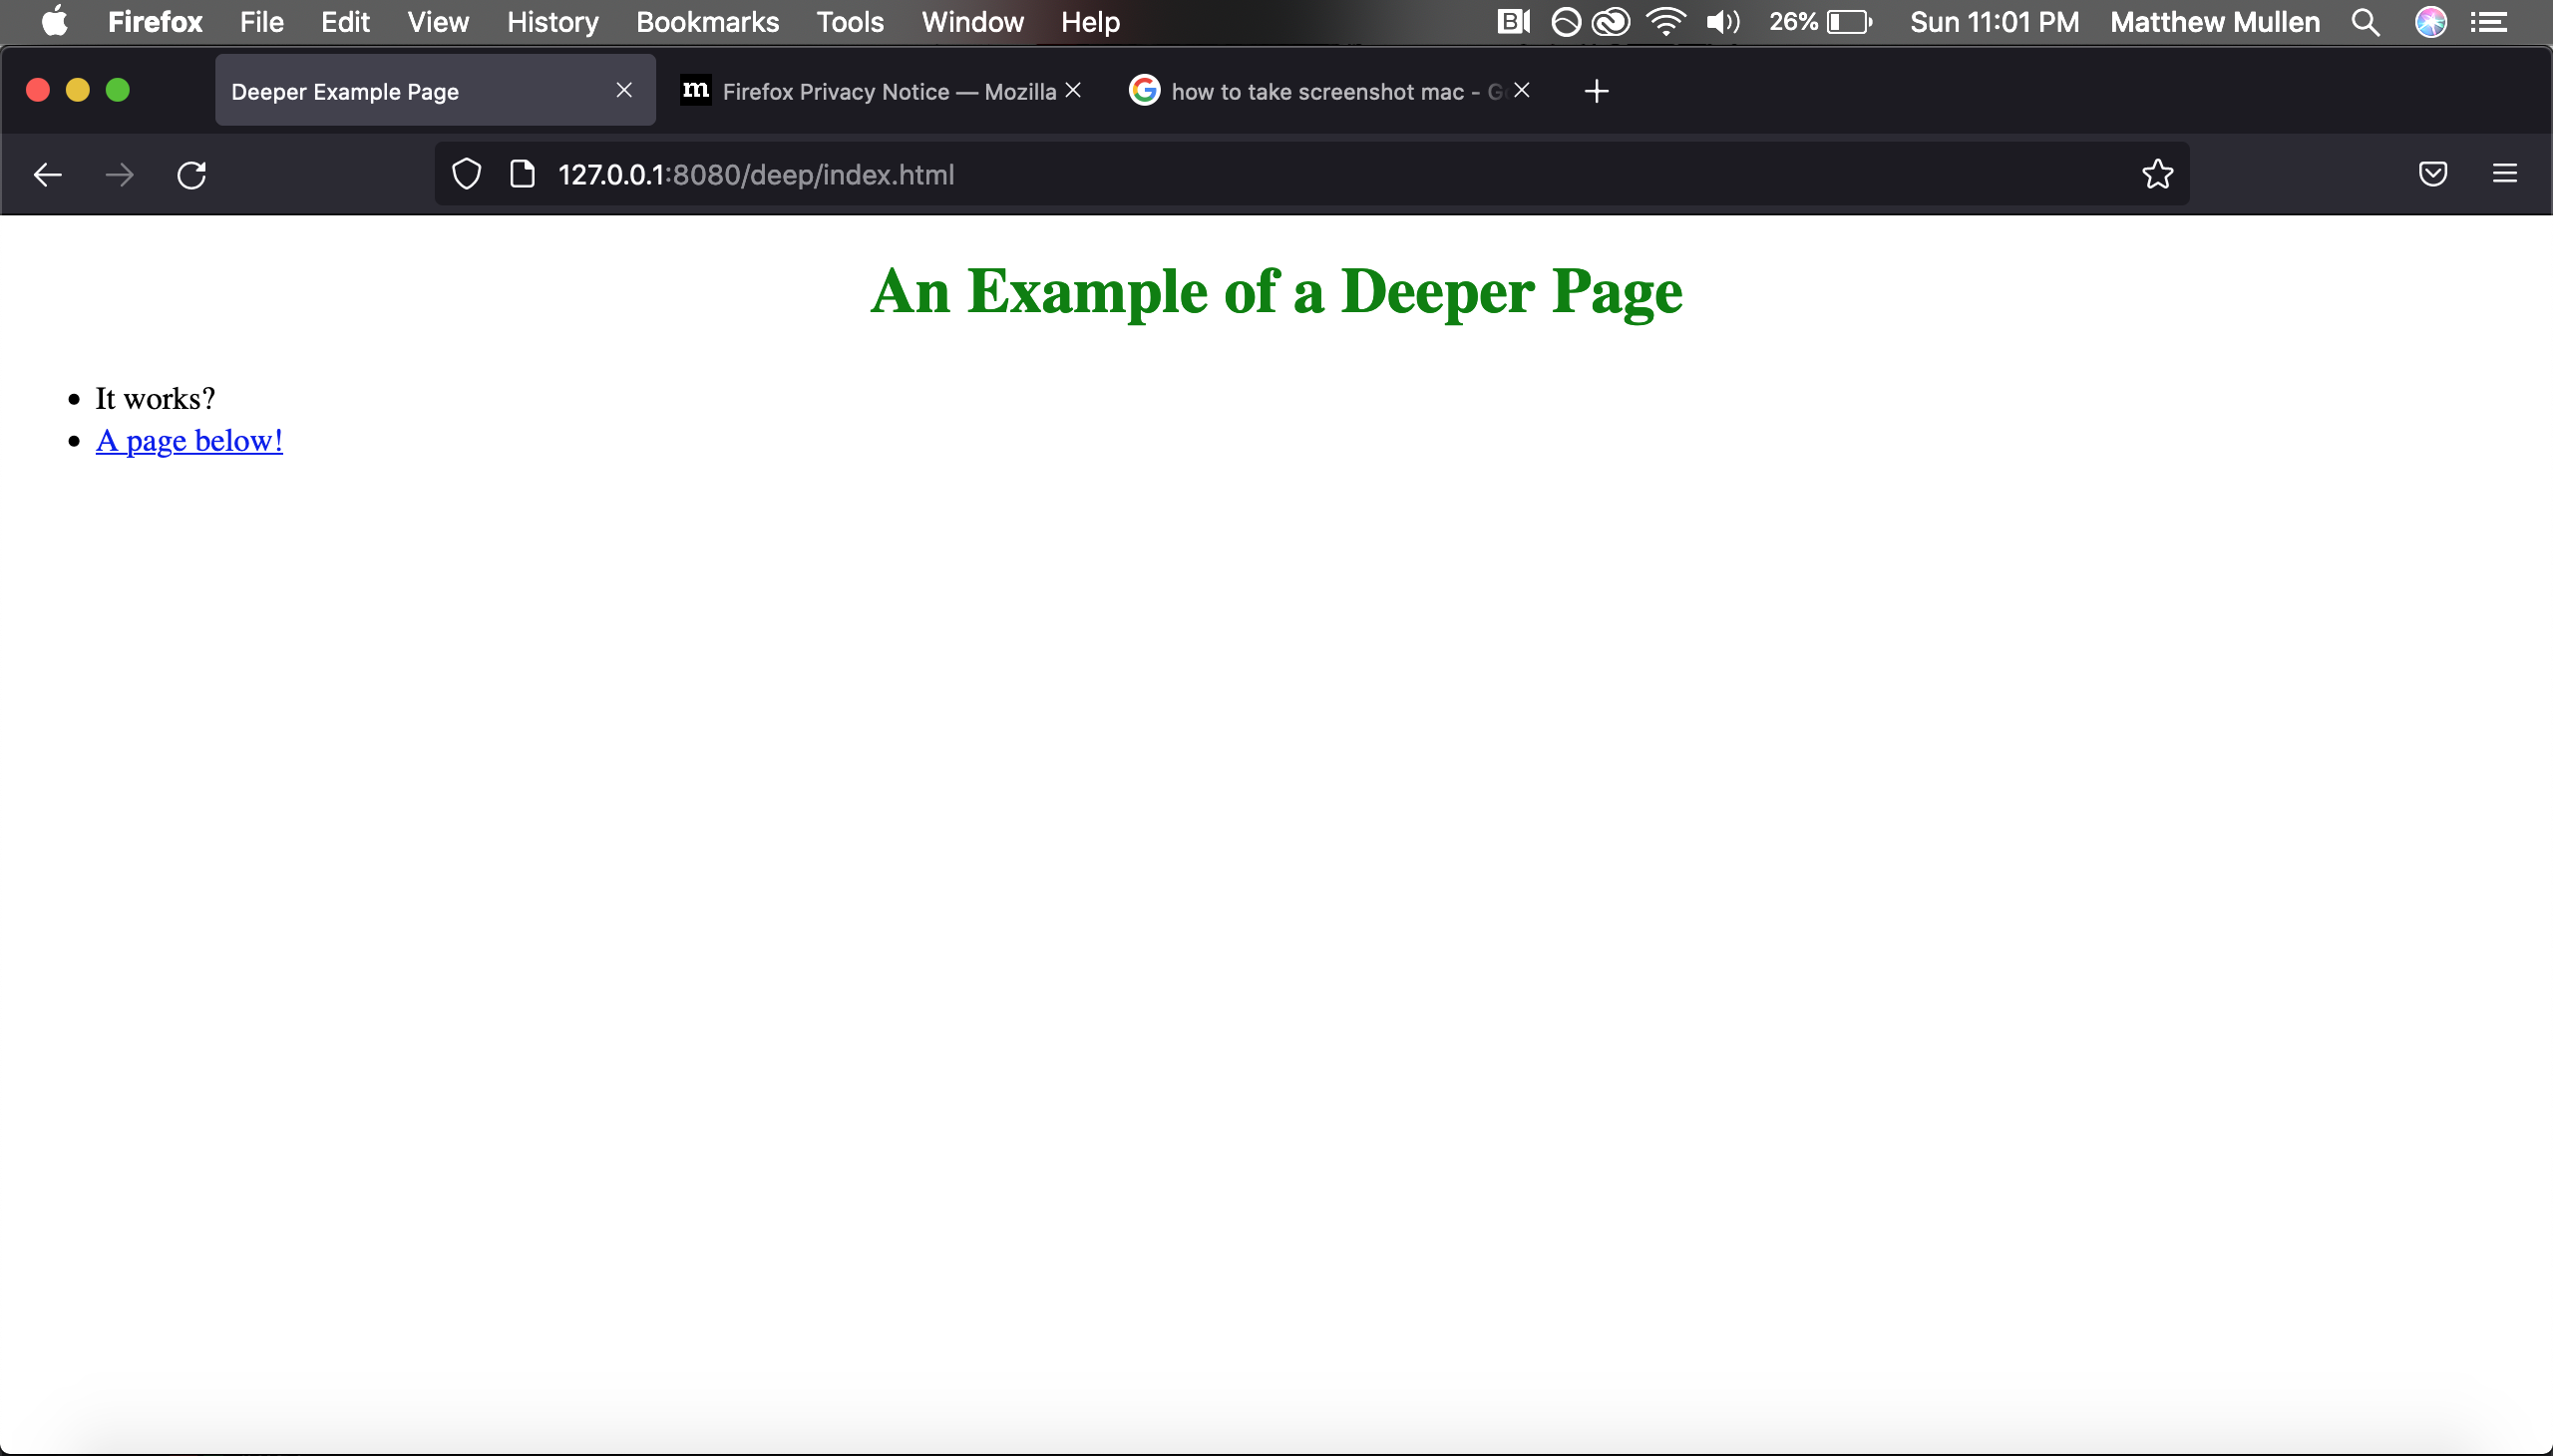 Firefox File Edit View History Bookmarks Tools Window Help 26% Sun 11:01 PM Matthew Mullen
Deeper Example Page m Firefox Privacy Notice — Mozilla how to take screenshot mac - G
127.0.0.1:8080/deep/index.html
An Example of a Deeper Page
• It works?
• A page below!